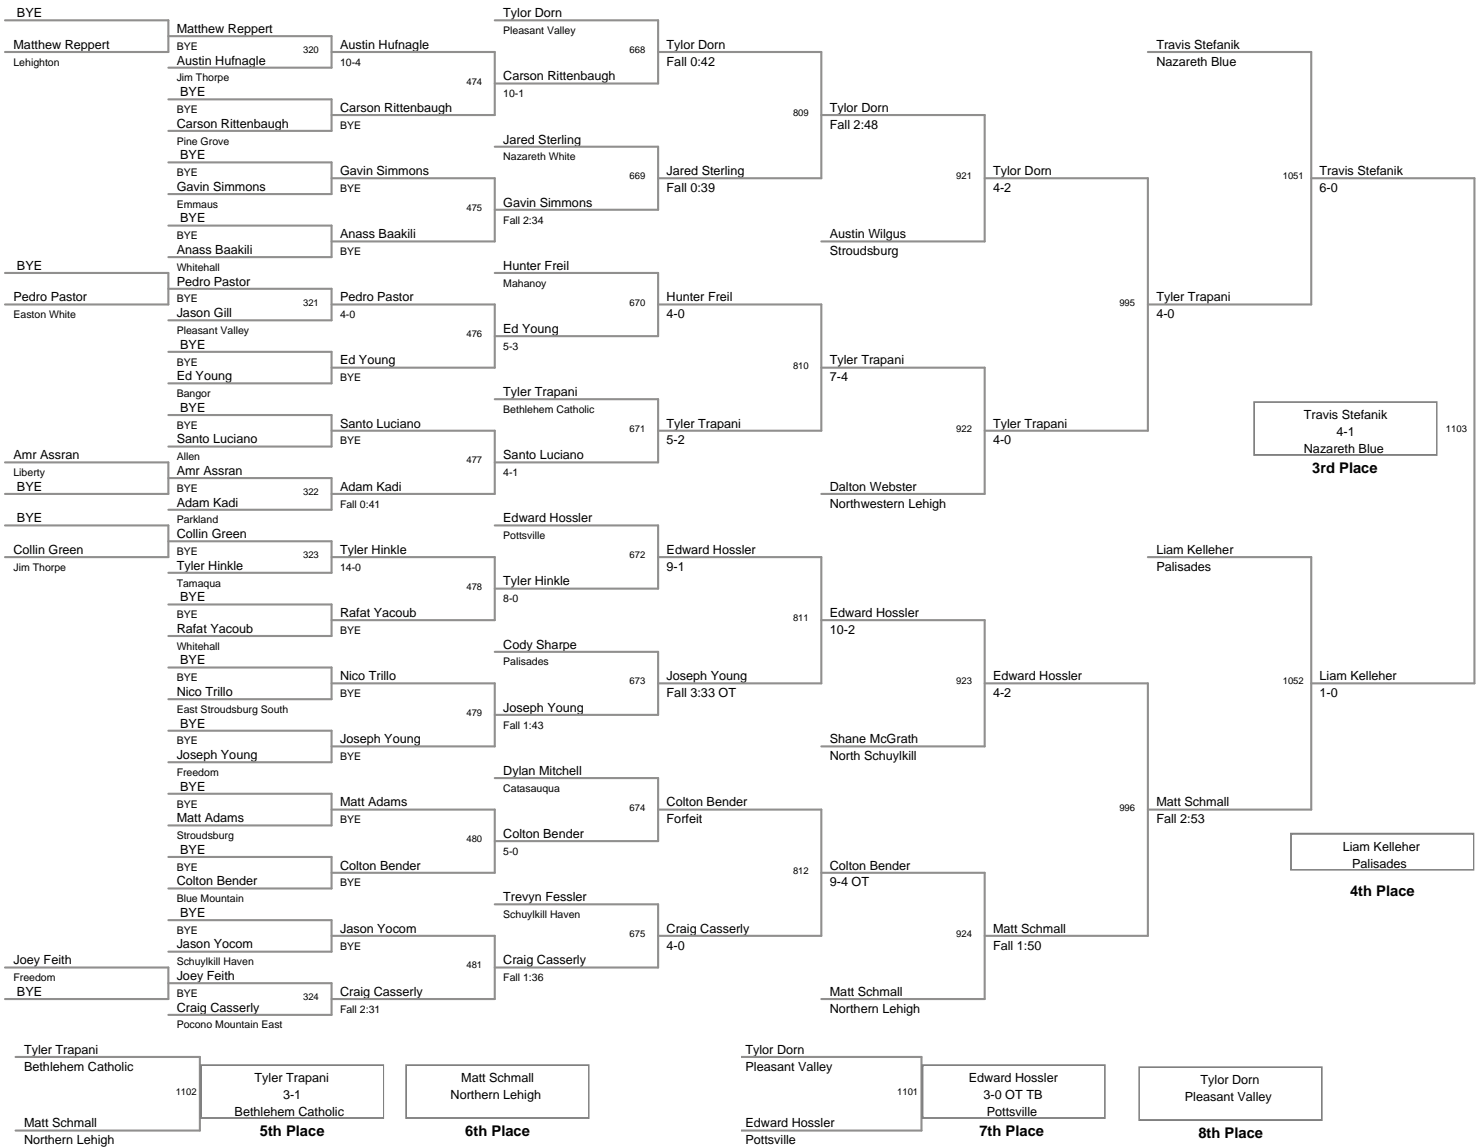 BYE
Matthew Reppert
Lehighton
BYE
Pedro Pastor
Easton White
Amr Assran
Liberty
BYE
BYE
Collin Green
Jim Thorpe
Joey Feith
Freedom
BYE
Matthew Reppert
BYE
320
Austin Hufnagle
Jim Thorpe
BYE
BYE
Carson Rittenbaugh
Pine Grove
BYE
BYE
Gavin Simmons
Emmaus
BYE
BYE
Anass Baakili
Whitehall
Pedro Pastor
BYE
321
Jason Gill
Pleasant Valley
BYE
BYE
Ed Young
Bangor
BYE
BYE
Santo Luciano
Allen
Amr Assran
BYE
322
Adam Kadi
Parkland
Collin Green
BYE
323
Tyler Hinkle
Tamaqua
BYE
BYE
Rafat Yacoub
Whitehall
BYE
BYE
Nico Trillo
East Stroudsburg South
BYE
BYE
Joseph Young
Freedom
BYE
BYE
Matt Adams
Stroudsburg
BYE
BYE
Colton Bender
Blue Mountain
BYE
BYE
Jason Yocom
Schuylkill Haven
Joey Feith
BYE
324
Craig Casserly
Pocono Mountain East
Austin Hufnagle
10-4
474
Carson Rittenbaugh
BYE
Gavin Simmons
BYE
475
Anass Baakili
BYE
Pedro Pastor
4-0
476
Ed Young
BYE
Santo Luciano
BYE
477
Adam Kadi
Fall 0:41
Tyler Hinkle
14-0
478
Rafat Yacoub
BYE
Nico Trillo
BYE
479
Joseph Young
BYE
Matt Adams
BYE
480
Colton Bender
BYE
Jason Yocom
BYE
481
Craig Casserly
Fall 2:31
Tylor Dorn
Pleasant Valley
668
Carson Rittenbaugh
10-1
Jared Sterling
Nazareth White
669
Gavin Simmons
Fall 2:34
Hunter Freil
Mahanoy
670
Ed Young
5-3
Tyler Trapani
Bethlehem Catholic
671
Santo Luciano
4-1
Edward Hossler
Pottsville
672
Tyler Hinkle
8-0
Cody Sharpe
Palisades
673
Joseph Young
Fall 1:43
Dylan Mitchell
Catasauqua
674
Colton Bender
5-0
Trevyn Fessler
Schuylkill Haven
675
Craig Casserly
Fall 1:36
Tylor Dorn
Fall 0:42
809
Jared Sterling
Fall 0:39
Hunter Freil
4-0
810
Tyler Trapani
5-2
Edward Hossler
9-1
811
Joseph Young
Fall 3:33 OT
Colton Bender
Forfeit
812
Craig Casserly
4-0
Tylor Dorn
Fall 2:48
921
Austin Wilgus
Stroudsburg
Tyler Trapani
7-4
922
Dalton Webster
Northwestern Lehigh
Edward Hossler
10-2
923
Shane McGrath
North Schuylkill
Colton Bender
9-4 OT
924
Matt Schmall
Northern Lehigh
Tylor Dorn
4-2
995
Tyler Trapani
4-0
Edward Hossler
4-2
996
Matt Schmall
Fall 1:50
Travis Stefanik
Nazareth Blue
1051
Tyler Trapani
4-0
Liam Kelleher
Palisades
1052
Matt Schmall
Fall 2:53
Travis Stefanik
6-0
1103
Liam Kelleher
1-0
Travis Stefanik
4-1
Nazareth Blue
3rd Place
Liam Kelleher
Palisades
4th Place
Tyler Trapani
Bethlehem Catholic
1102
Matt Schmall
Northern Lehigh
Tyler Trapani
3-1
Bethlehem Catholic
5th Place
Matt Schmall
Northern Lehigh
6th Place
Tylor Dorn
Pleasant Valley
1101
Edward Hossler
Pottsville
Edward Hossler
3-0 OT TB
Pottsville
7th Place
Tylor Dorn
Pleasant Valley
8th Place